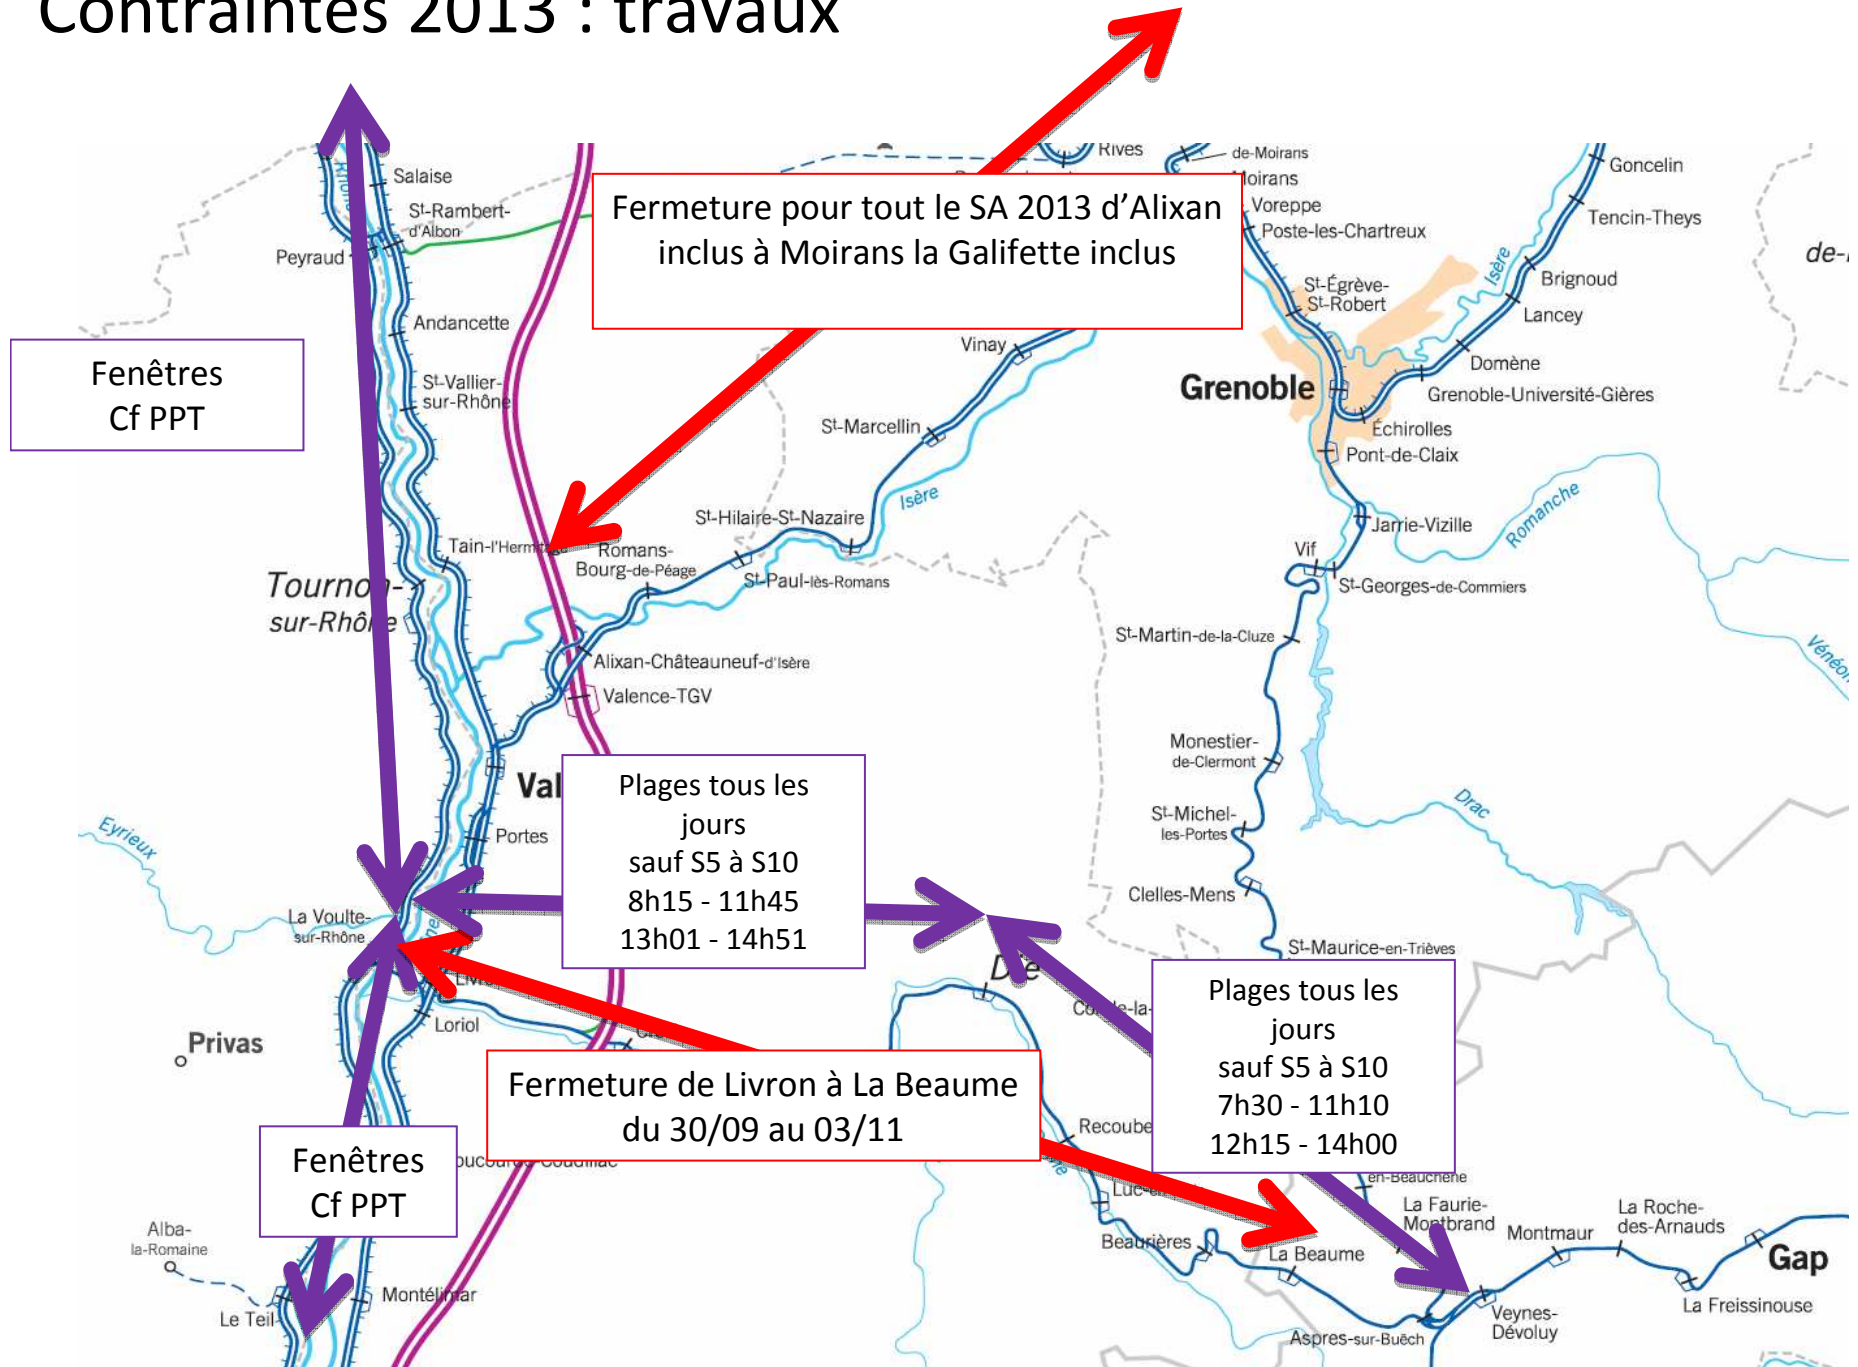 Contraintes 2013 : travaux
Rives
de-Moirans
Moirans
Voreppe
Poste-les-Chartreux
Goncelin
Tencin-Theys
Salaise
St-Rambert-
d'Albon
Rhône
Peyraud
Fermeture pour tout le SA 2013 d'Alixan
inclus à Moirans la Galifette inclus
Isère
Brignoud
Lancey
St-Égrève-
St-Robert
Andancette
Vinay
Domène
Fenêtres
Cf PPT
St-Vallier-
sur-Rhône
Grenoble
Grenoble-Université-Gières
St-Marcellin
Échirolles
Pont-de-Claix
Isère
Romanche
St-Hilaire-St-Nazaire
Jarrie-Vizille
Tain-l'Hermitage
Romans-
Bourg-de-Péage
Vif
St-Paul-lès-Romans
St-Georges-de-Commiers
Tournon-
sur-Rhône
St-Martin-de-la-Cluze
Alixan-Châteauneuf-d'Isère
Valence-TGV
Monestier-
de-Clermont
Val
Plages tous les
jours
sauf S5 à S10
8h15 - 11h45
13h01 - 14h51
Drac
St-Michel-
les-Portes
Eyrieux
Portes
Clelles-Mens
La Voulte-
sur-Rhône
St-Maurice-en-Trièves
Die
Plages tous les
jours
sauf S5 à S10
7h30 - 11h10
12h15 - 14h00
Loriol
Privas
Fermeture de Livron à La Beaume
du 30/09 au 03/11
Recoube
Fenêtres
Cf PPT
en-Beauchêne
La Faurie-
Montbrand
Montmaur
La Roche-
des-Arnauds
Alba-
la-Romaine
Beaurières
La Beaume
Gap
Montélimar
Le Teil
La Freissinouse
Veynes-
Dévoluy
Aspres-sur-Buëch